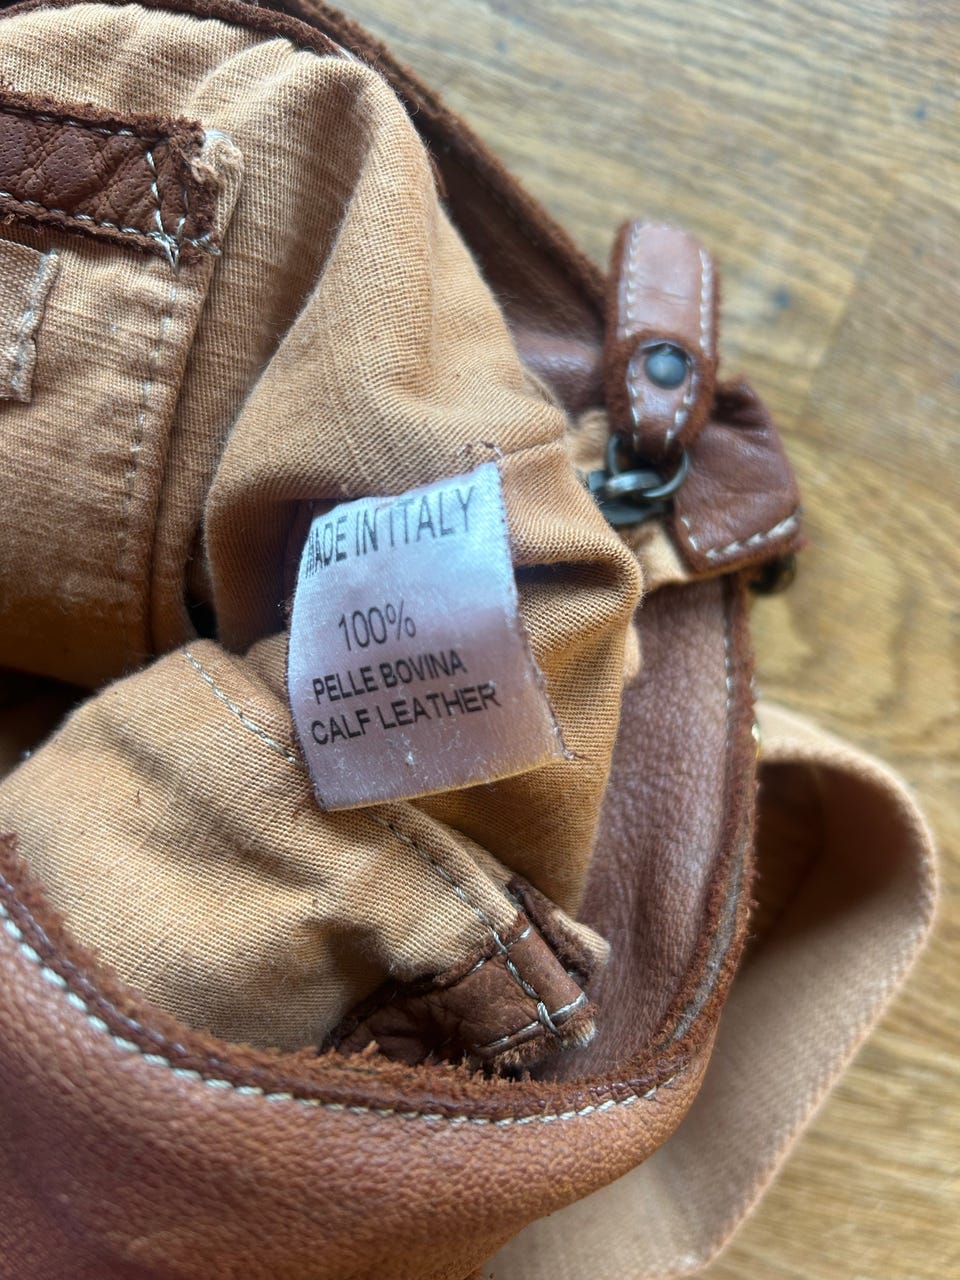 MADE IN ITALY
100%
PELLE BOVINA
CALF LEATHER